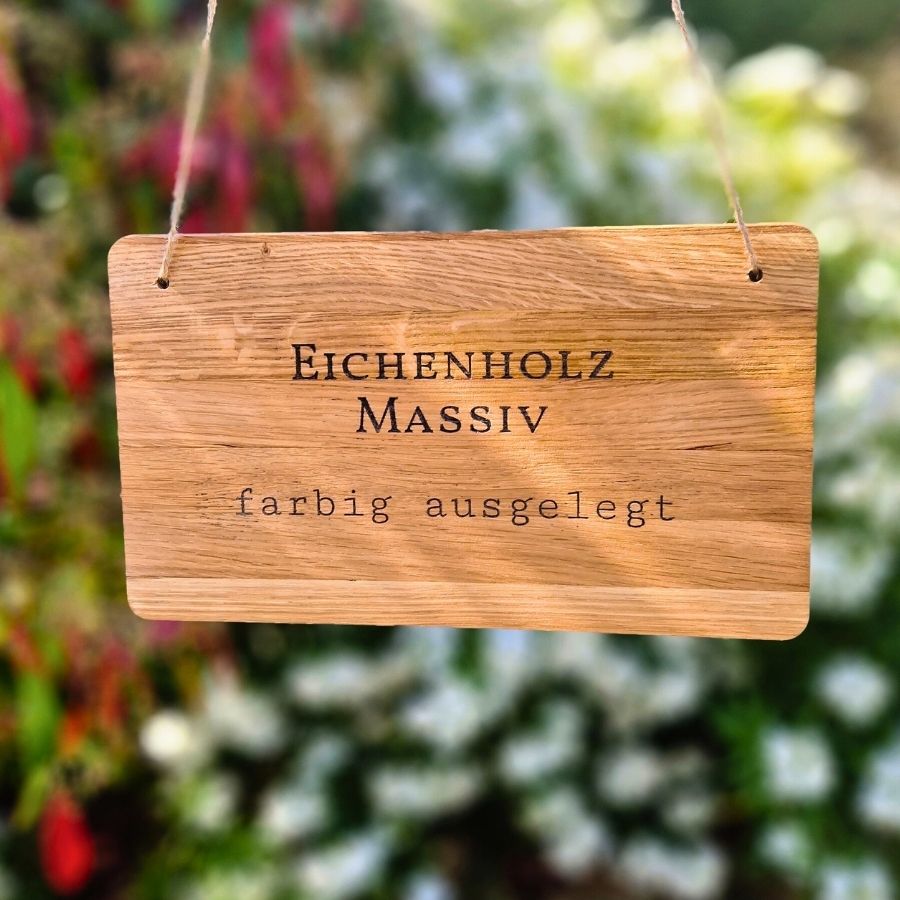 Eichenholz
Massiv
farbig ausgelegt